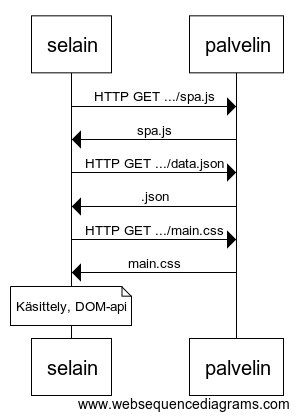 selain
palvelin
HTTP GET .../spa.js
spa.js
HTTP GET .../data.json
.json
HTTP GET .../main.css
main.css
Käsittely, DOM-api
selain
palvelin
www.websequencediagrams.com